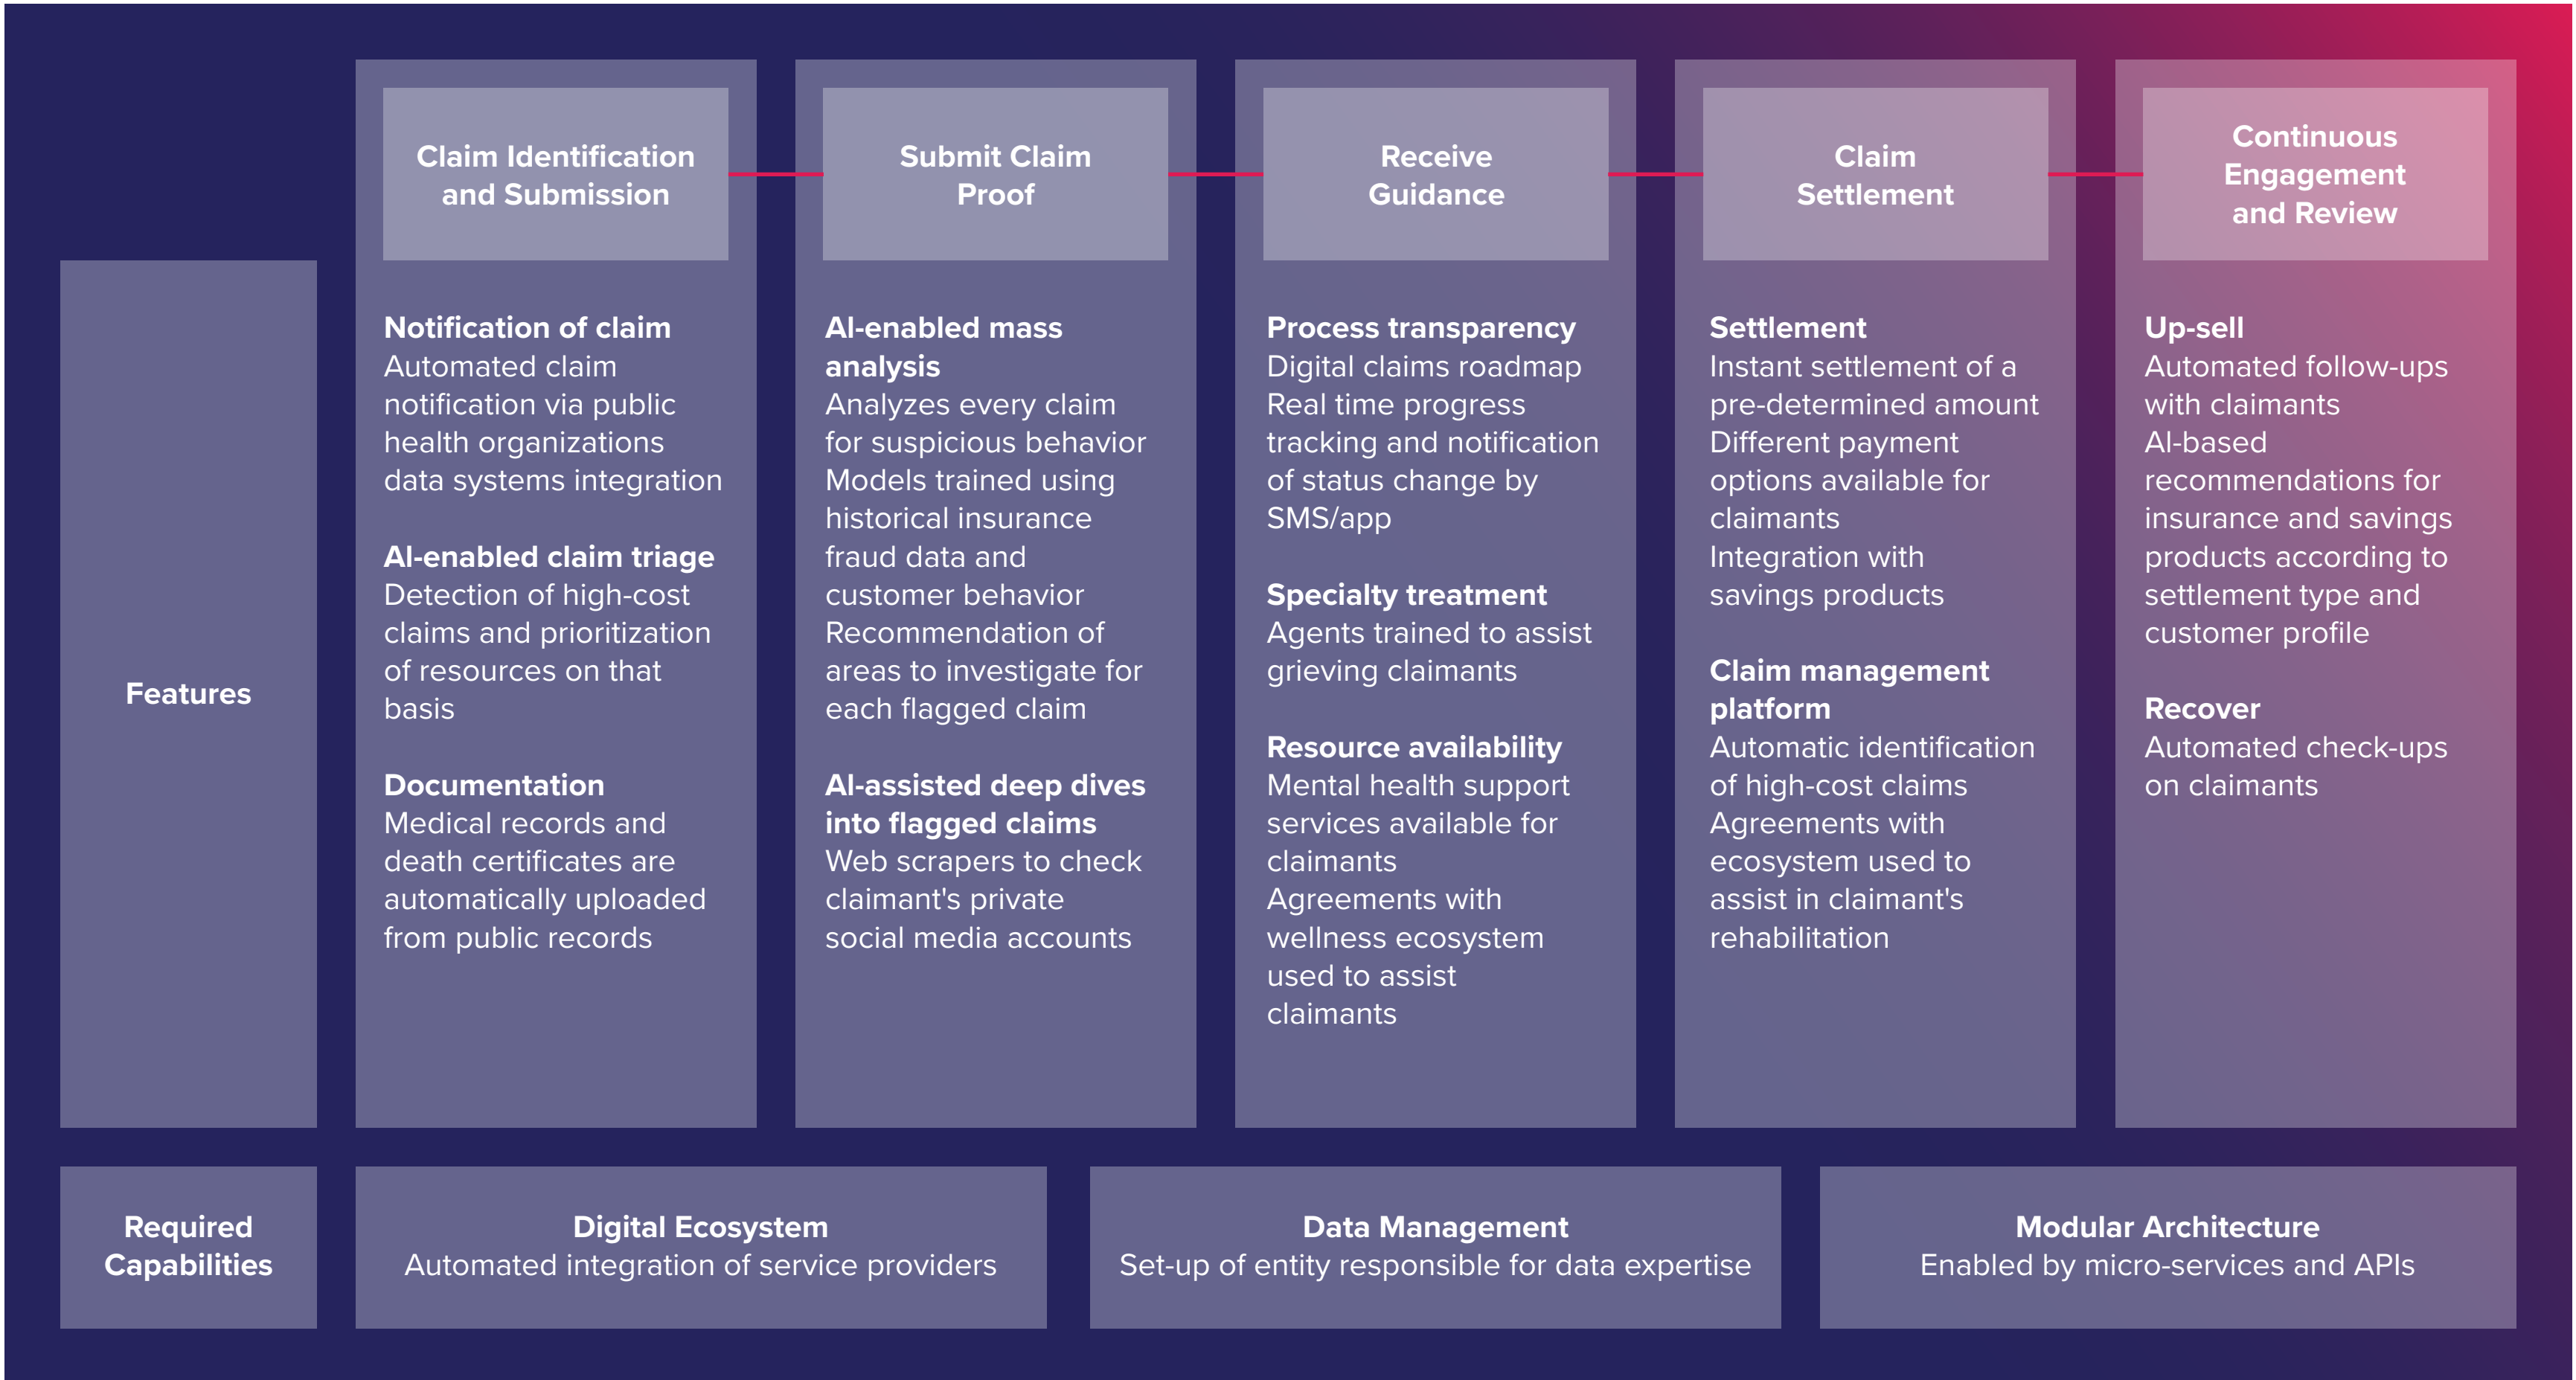 Claim Identification
and Submission
Submit Claim
Proof
Receive
Guidance
Claim
Settlement
Continuous
Engagement
and Review
Features
Notification of claim
Automated claim
notification via public
health organizations
data systems integration
AI-enabled claim triage
Detection of high-cost
claims and prioritization
of resources on that
basis
Documentation
Medical records and
death certificates are
automatically uploaded
from public records
AI-enabled mass
analysis
Analyzes every claim
for suspicious behavior
Models trained using
historical insurance
fraud data and
customer behavior
Recommendation of
areas to investigate for
each flagged claim
AI-assisted deep dives
into flagged claims
Web scrapers to check
claimant's private
social media accounts
Process transparency
Digital claims roadmap
Real time progress
tracking and notification
of status change by
SMS/app
Specialty treatment
Agents trained to assist
grieving claimants
Resource availability
Mental health support
services available for
claimants
Agreements with
wellness ecosystem
used to assist
claimants
Settlement
Instant settlement of a
pre-determined amount
Different payment
options available for
claimants
Integration with
savings products
Claim management
platform
Automatic identification
of high-cost claims
Agreements with
ecosystem used to
assist in claimant's
rehabilitation
Up-sell
Automated follow-ups
with claimants
AI-based
recommendations for
insurance and savings
products according to
settlement type and
customer profile
Recover
Automated check-ups
on claimants
Required
Capabilities
Digital Ecosystem
Automated integration of service providers
Data Management
Set-up of entity responsible for data expertise
Modular Architecture
Enabled by micro-services and APIs